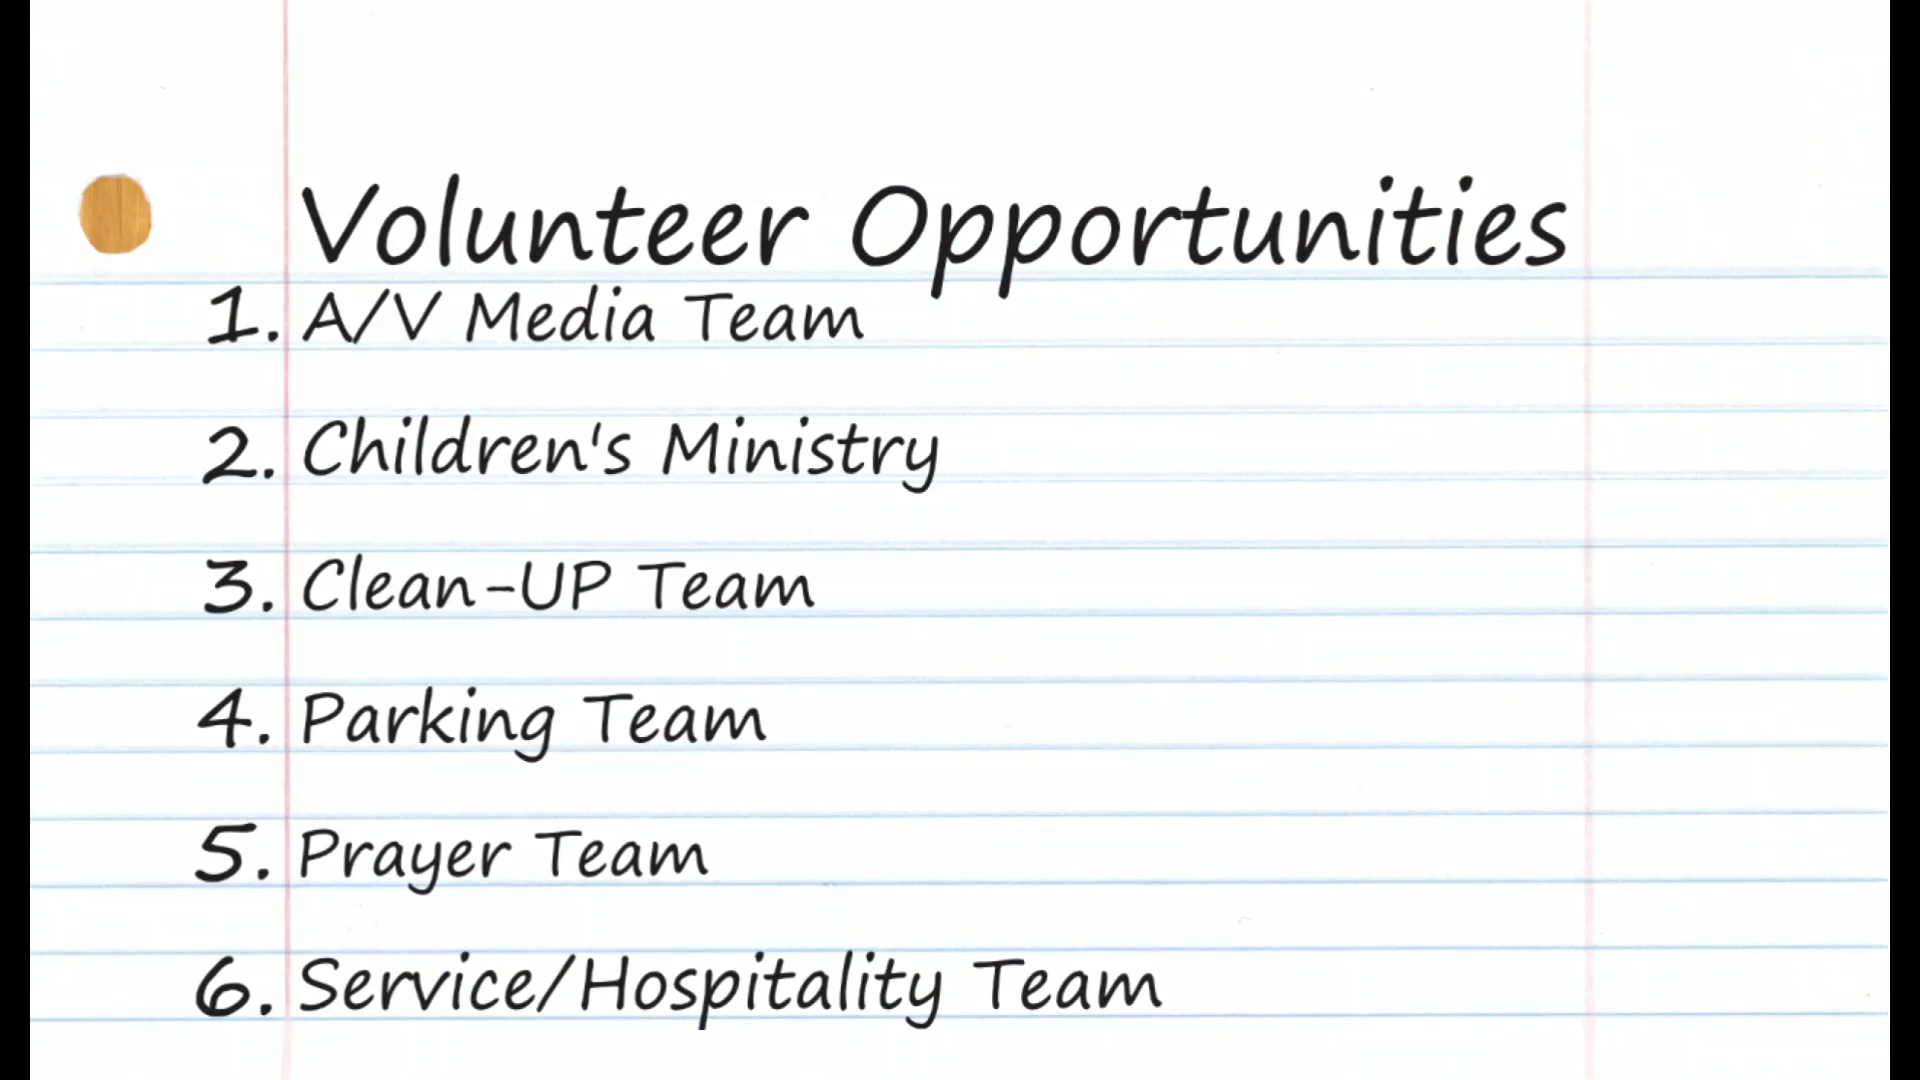 Volunteer Opportunities
1. A/V Media Team
2. Children's Ministry
3. Clean-UP Team
4. Parking Team
5. Prayer Team
6. Service/Hospitality Team